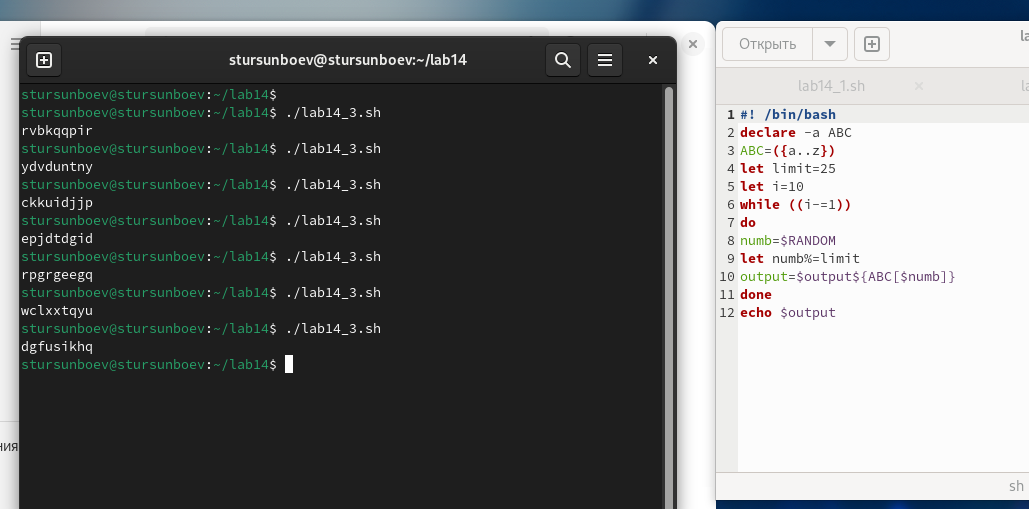 stursunboev@stursunboev:~/lab14
stursunboev@stursunboev:~/lab14$
stursunboev@stursunboev:~/lab14$ ./lab14_3.sh
rvbkqqpir
stursunboev@stursunboev:~/lab14$ ./lab14_3.sh
ydvduntny
stursunboev@stursunboev:~/lab14$ ./lab14_3.sh
ckkuidjjp
stursunboev@stursunboev:~/lab14$ ./lab14_3.sh
epjdtdgid
stursunboev@stursunboev:~/lab14$ ./lab14_3.sh
rpgrgeegq
stursunboev@stursunboev:~/lab14$ ./lab14_3.sh
wclxxtqyu
stursunboev@stursunboev:~/lab14$ ./lab14_3.sh
dgfusikhq
stursunboev@stursunboev:~/lab14$
Открыть
lab14_1.sh
1 #! /bin/bash
2 declare -a ABC
3 ABC=({a..z})
4 let limit=25
5 let i=10
6 while ((i-=1))
7 do
8 numb=$RANDOM
9 let numb%=limit
10 output=$output${ABC[$numb]}
11 done
12 echo $output
sh